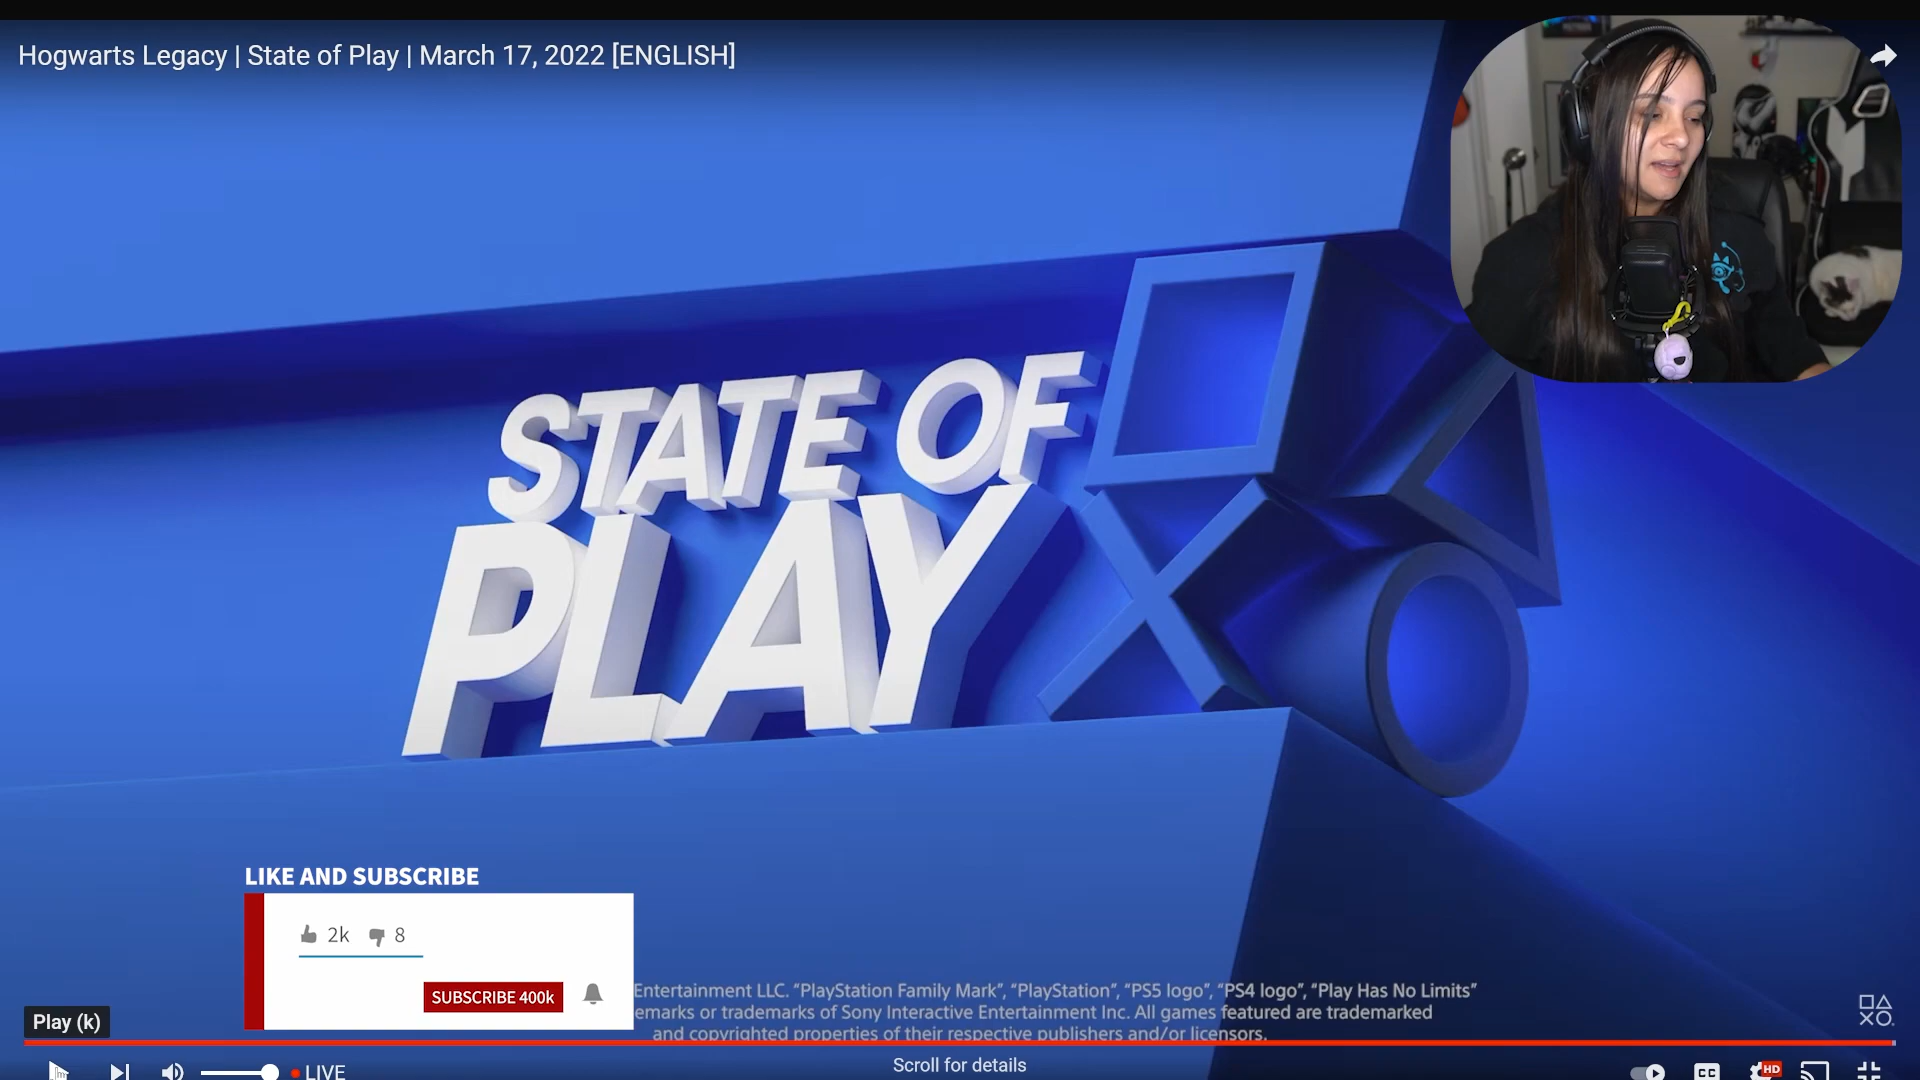 Hogwarts Legacy | State of Play | March 17, 2022 [ENGLISH]
STATE OF
PLAY
LIKE AND SUBSCRIBE
2k 8
SUBSCRIBE 400k
Entertainment LLC. “PlayStation Family Mark”, “PlayStation”, “PS5 logo”, “PS4 logo”, “Play Has No Limits”
emarks or trademarks of Sony Interactive Entertainment Inc. All games featured are trademarked
and copyrighted properties of their respective publishers and/or licensors.
Play (k)
Scroll for details
LIVE
CC
HD